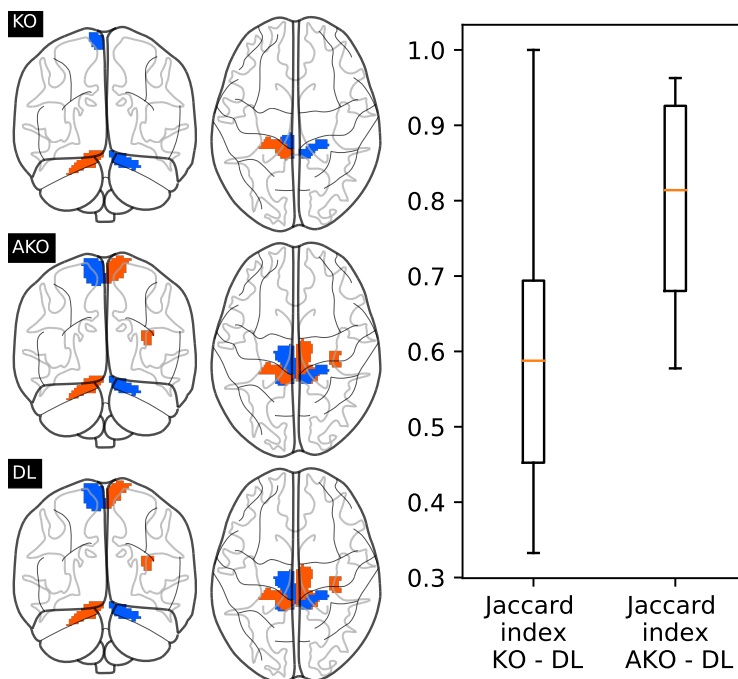 KO
AKO
DL
1.0
0.9
0.8
0.7
0.6
0.5
0.4
0.3
Jaccard
index
KO - DL
Jaccard
index
AKO - DL